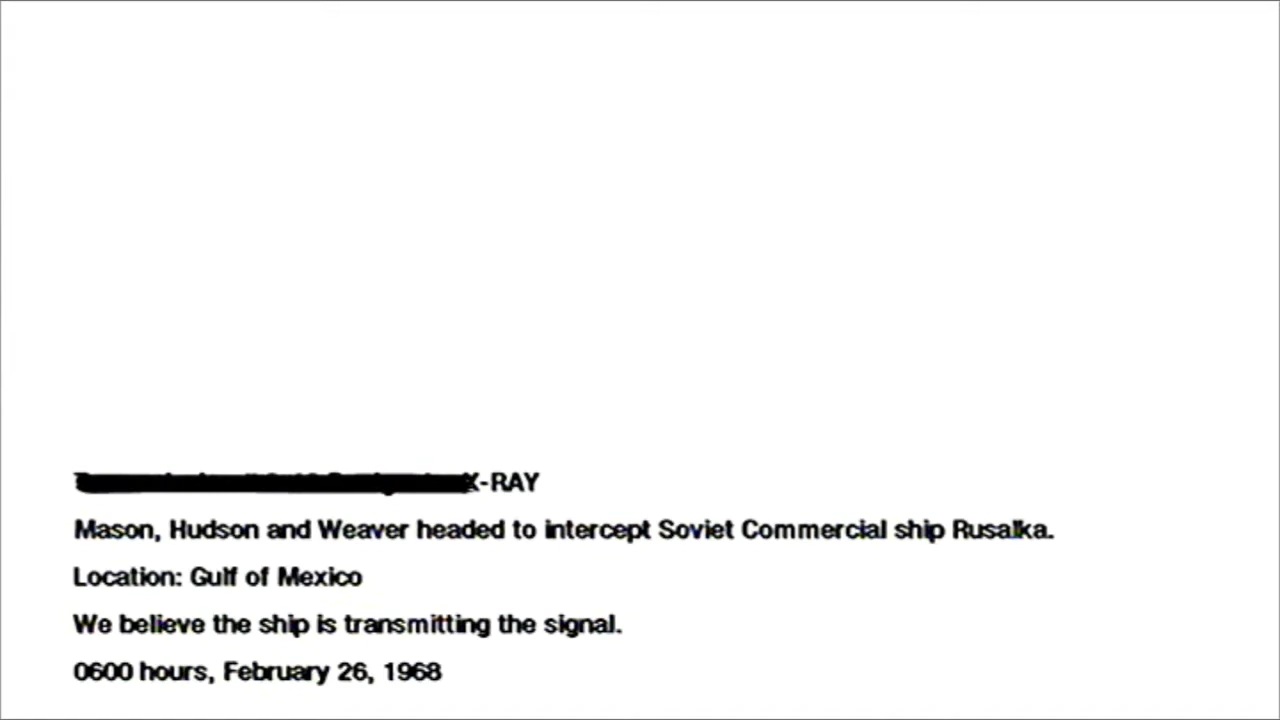 X-RAY
Mason, Hudson and Weaver headed to intercept Soviet Commercial ship Rusalka.
Location: Gulf of Mexico
We believe the ship is transmitting the signal.
0600 hours, February 26, 1968